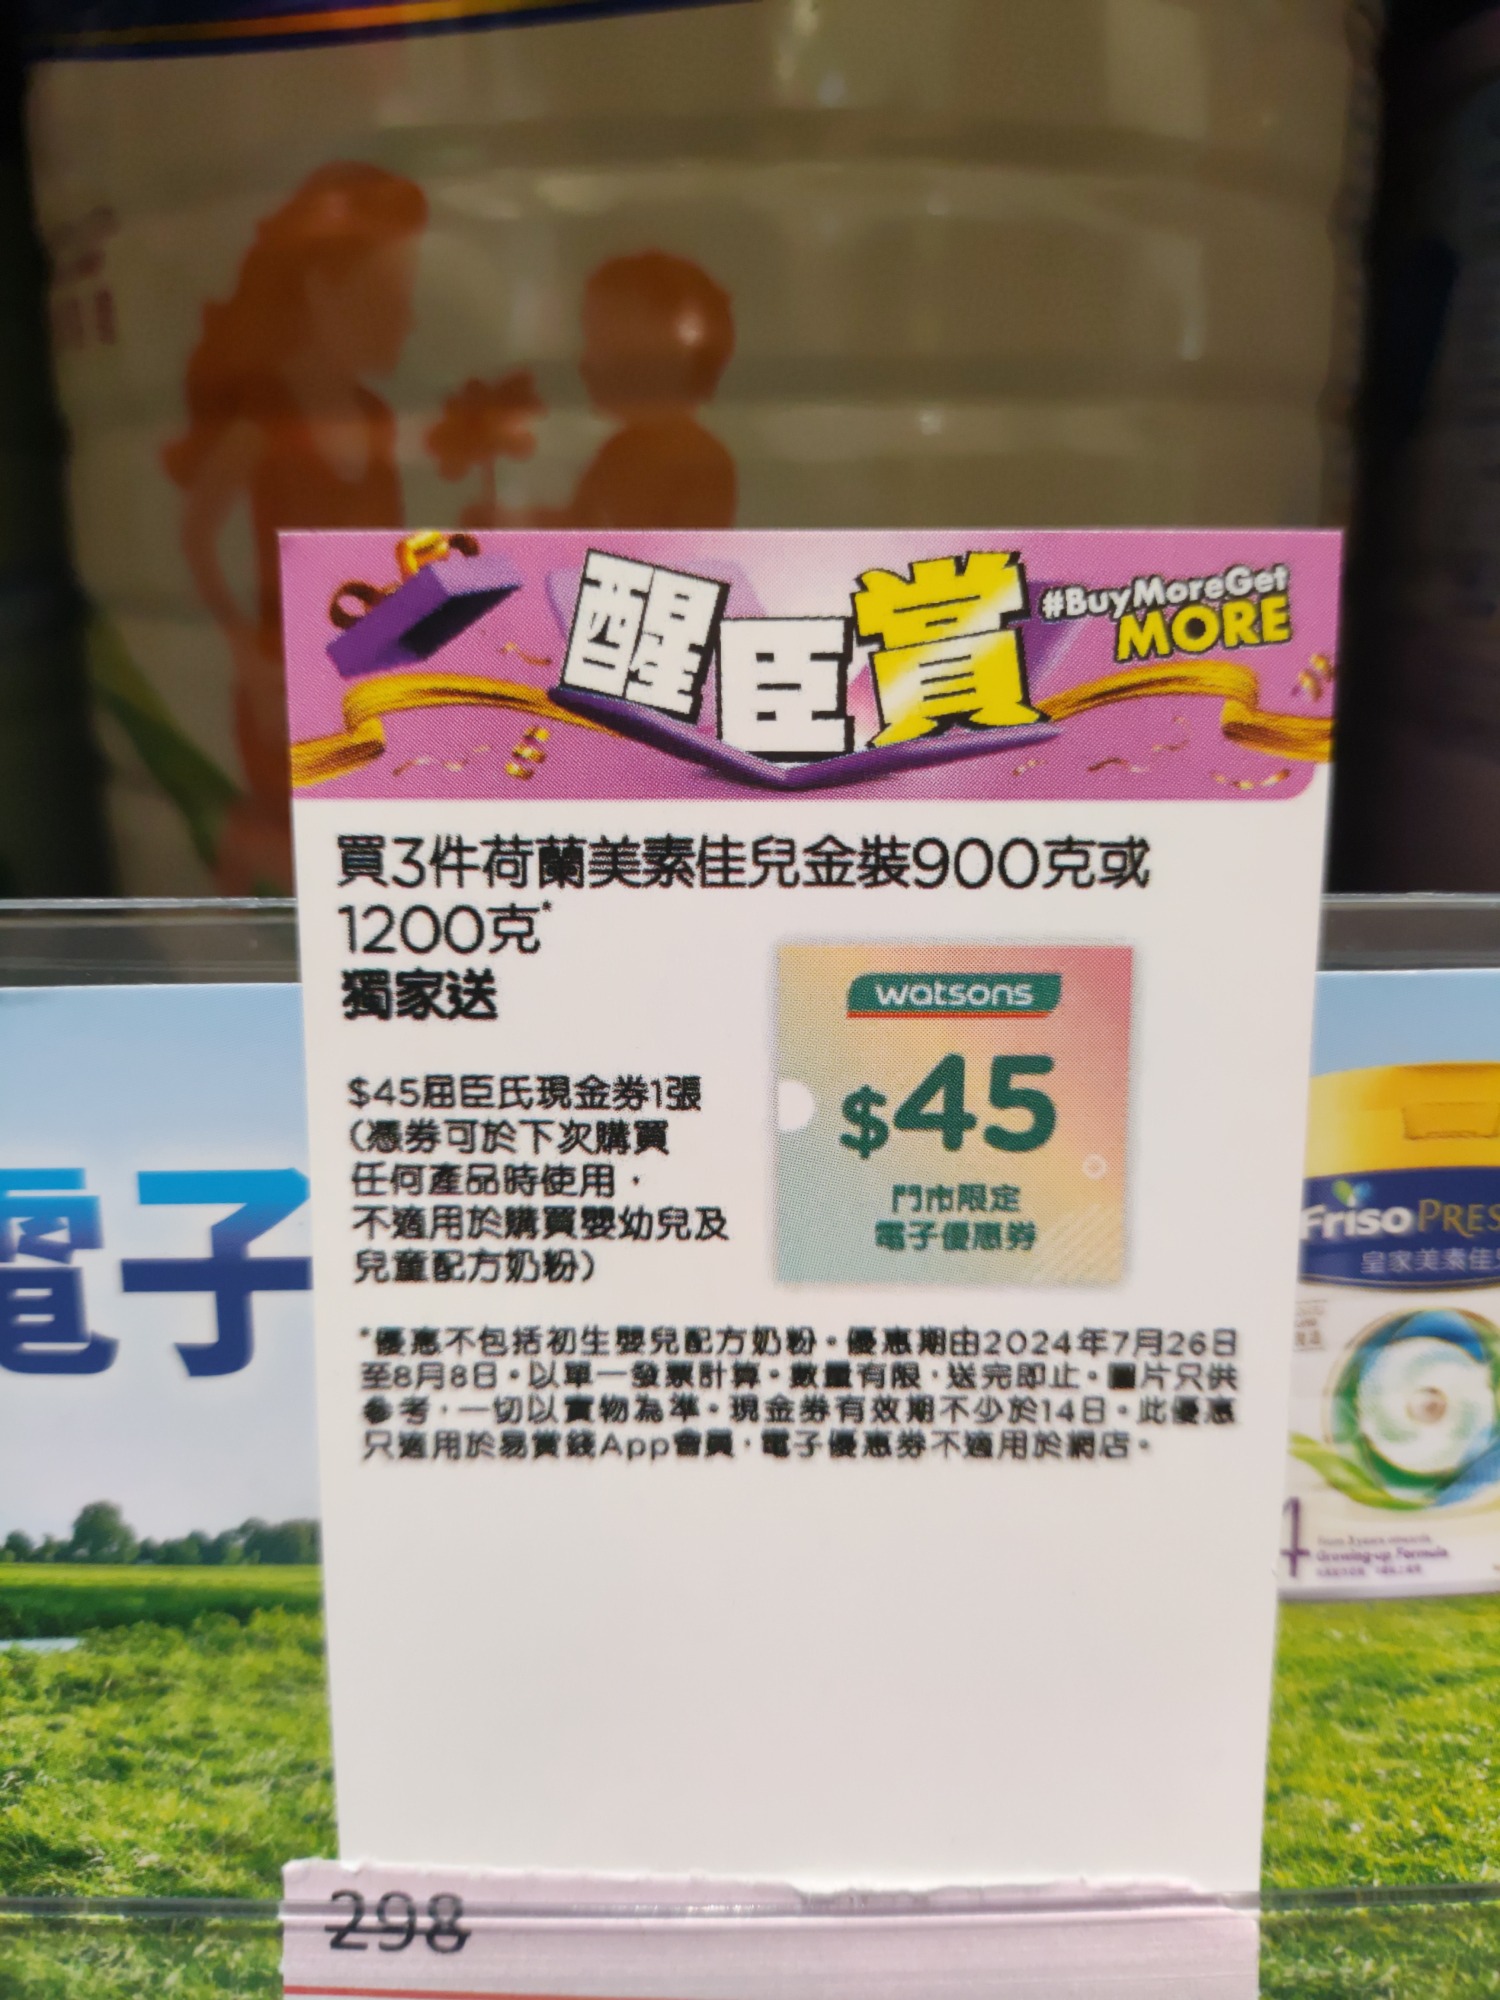 醒臣賞
#BuyMoreGet
MORE
買3件荷蘭美素佳兒金裝900克或
1200克*
獨家送
watsons
$45
門市限定
電子優惠券
$45屈臣氏現金券1張
(憑券可於下次購買
任何產品時使用，
不適用於購買嬰幼兒及
兒童配方奶粉)
*優惠不包括初生嬰兒配方奶粉。優惠期由2024年7月26日
至8月8日。以單一發票計算。數量有限，送完即止。圖片只供
參考，一切以實物為準。現金券有效期不少於14日。此優惠
只適用於易賞錢App會員，電子優惠券不適用於網店。
電子
Friso PRES
皇家美素佳
4
Growing-up Formula
298